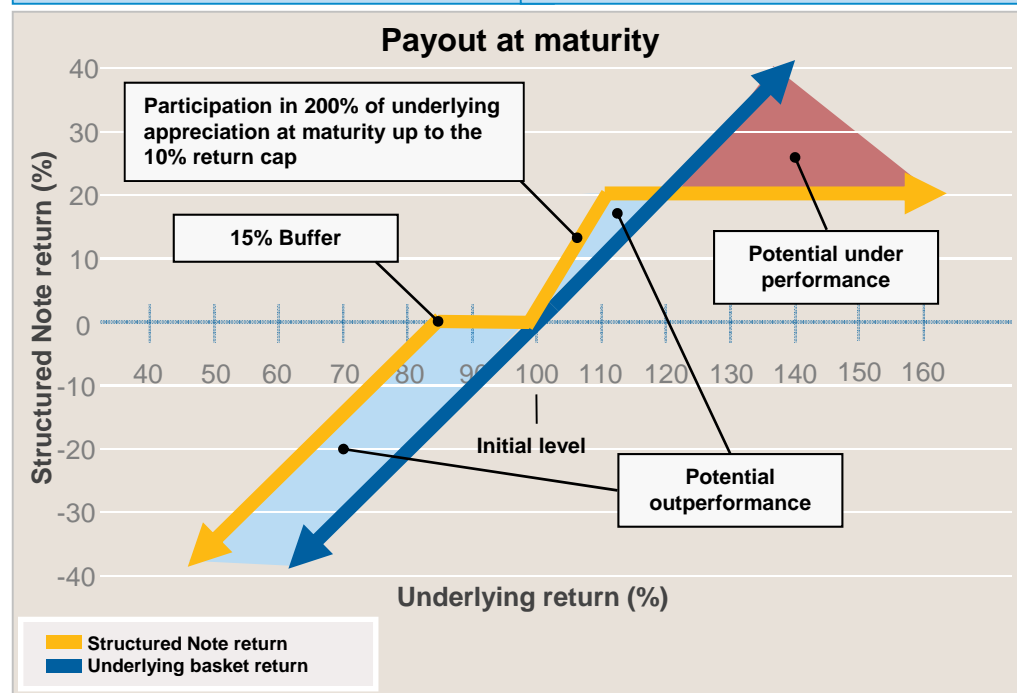 Payout at maturity
Structured Note return (%)
40
30
20
10
0
-10
-20
-30
-40
Participation in 200% of underlying
appreciation at maturity up to the
10% return cap
15% Buffer
Potential under
performance
40 50 60 70 80 90 100 110 120 130 140 150 160
Initial level
Potential
outperformance
Underlying return (%)
Structured Note return
Underlying basket return